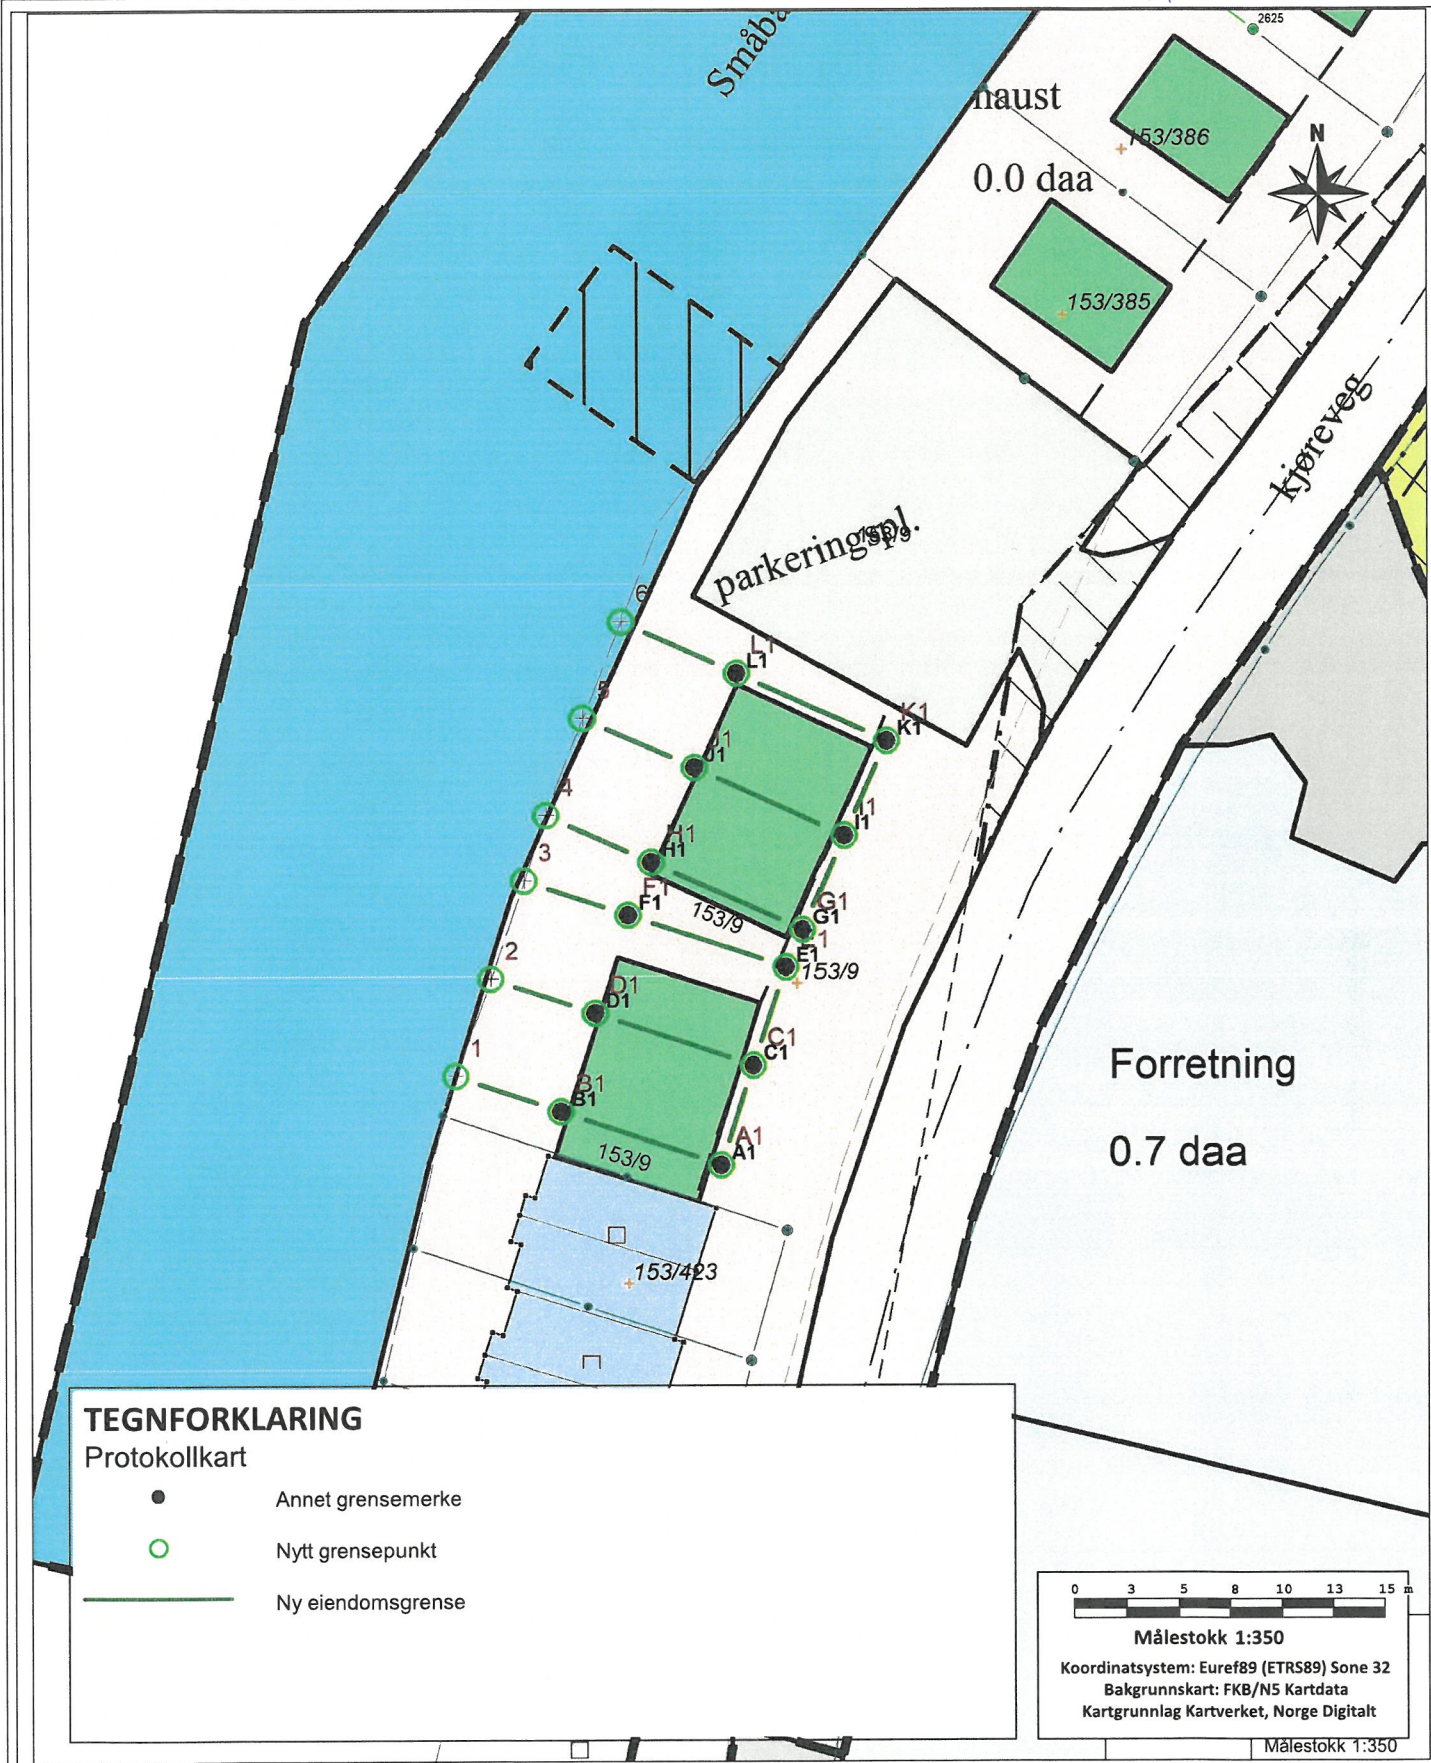 2625
naust
153/386
N
0.0 daa
153/385
kjøreveg
parkeringspl.
153/9
6
L1
L1
5
K1
K1
J1
J1
4
I1
I1
H1
H1
3
F1
F1
G1
G1
153/9
E1
153/9
2
D1
D1
C1
C1
1
B1
B1
A1
A1
153/9
153/423
Forretning
0.7 daa
TEGNFORKLARING
Protokollkart
Annet grensemerke
Nytt grensepunkt
Ny eiendomsgrense
0 3 5 8 10 13 15 m
Målestokk 1:350
Koordinatsystem: Euref89 (ETRS89) Sone 32
Bakgrunnskart: FKB/N5 Kartdata
Kartgrunnlag Kartverket, Norge Digitalt
Målestokk 1:350